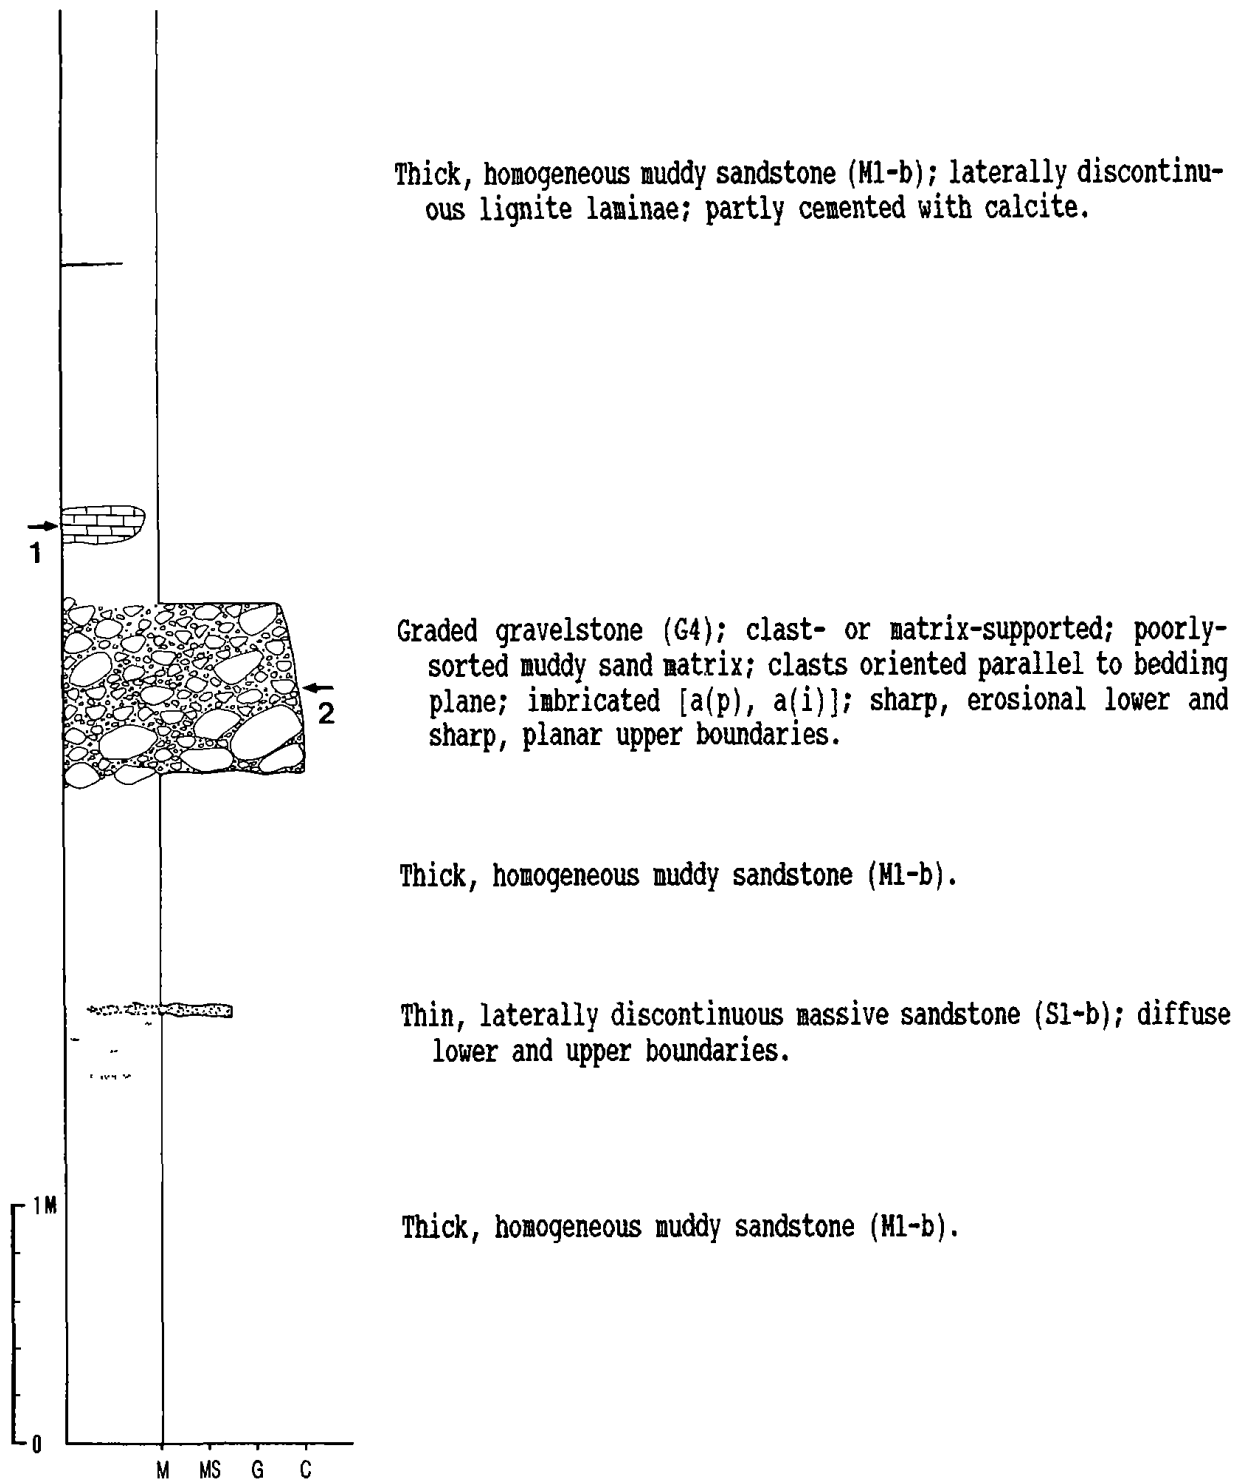 Thick, homogeneous muddy sandstone (M1-b); laterally discontinu-
ous lignite laminae; partly cemented with calcite.
1
Graded gravelstone (G4); clast- or matrix-supported; poorly-
sorted muddy sand matrix; clasts oriented parallel to bedding
plane; imbricated [a(p), a(i)]; sharp, erosional lower and
sharp, planar upper boundaries.
2
Thick, homogeneous muddy sandstone (M1-b).
Thin, laterally discontinuous massive sandstone (S1-b); diffuse
lower and upper boundaries.
1M
Thick, homogeneous muddy sandstone (M1-b).
0
M MS G C